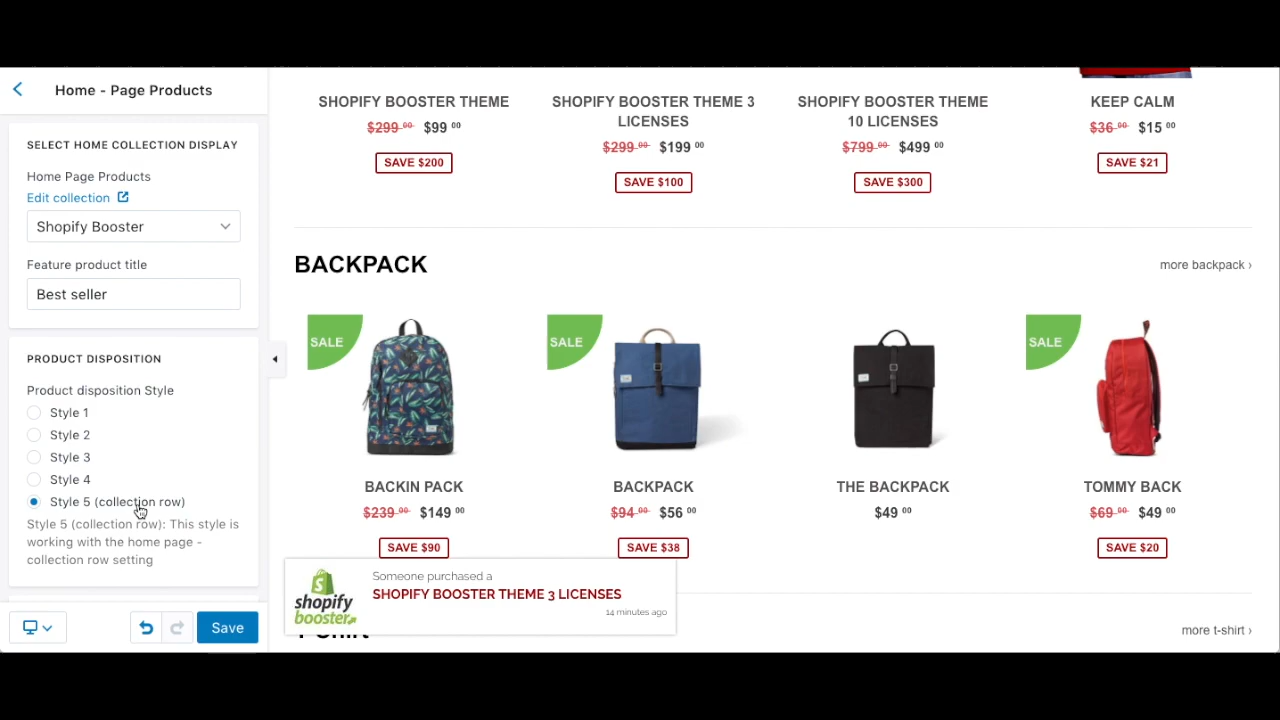 Home - Page Products
SELECT HOME COLLECTION DISPLAY
Home Page Products
Edit collection
Shopify Booster
Feature product title
Best seller
PRODUCT DISPOSITION
Product disposition Style
Style 1
Style 2
Style 3
Style 4
Style 5 (collection row)
Style 5 (collection row): This style is
working with the home page -
collection row setting
Save
SHOPIFY BOOSTER THEME
$299.00 $99.00
SAVE $200
SHOPIFY BOOSTER THEME 3
LICENSES
$299.00 $199.00
SAVE $100
SHOPIFY BOOSTER THEME
10 LICENSES
$799.00 $499.00
SAVE $300
KEEP CALM
$36.00 $15.00
SAVE $21
BACKPACK
more backpack ›
SALE
BACKIN PACK
$239.00 $149.00
SAVE $90
SALE
BACKPACK
$94.00 $56.00
SAVE $38
THE BACKPACK
$49.00
SALE
TOMMY BACK
$69.00 $49.00
SAVE $20
shopify
booster
Someone purchased a
SHOPIFY BOOSTER THEME 3 LICENSES
14 minutes ago
T-Shirt
more t-shirt ›